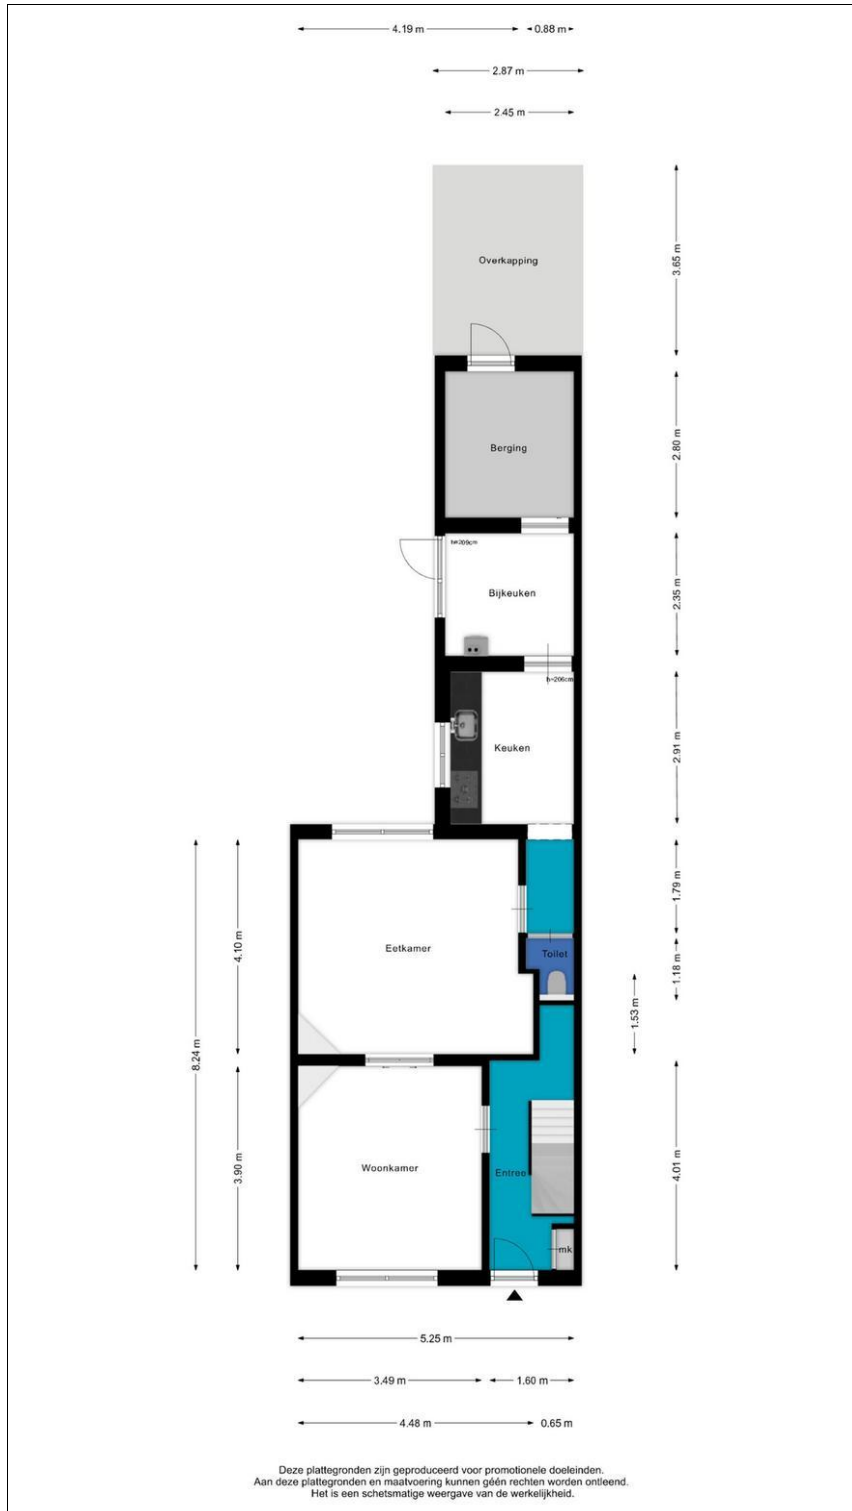 4.19 m
0.88 m
2.87 m
2.45 m
Overkapping
3.65 m
Berging
2.80 m
h=209cm
Bijkeuken
2.35 m
h=206cm
Keuken
2.91 m
1.79 m
Eetkamer
4.10 m
Toilet
1.18 m
1.53 m
8.24 m
Woonkamer
3.90 m
Entree
4.01 m
mk
5.25 m
3.49 m
1.60 m
4.48 m
0.65 m
Deze plattegronden zijn geproduceerd voor promotionele doeleinden.
Aan deze plattegronden en maatvoering kunnen géén rechten worden ontleend.
Het is een schetsmatige weergave van de werkelijkheid.